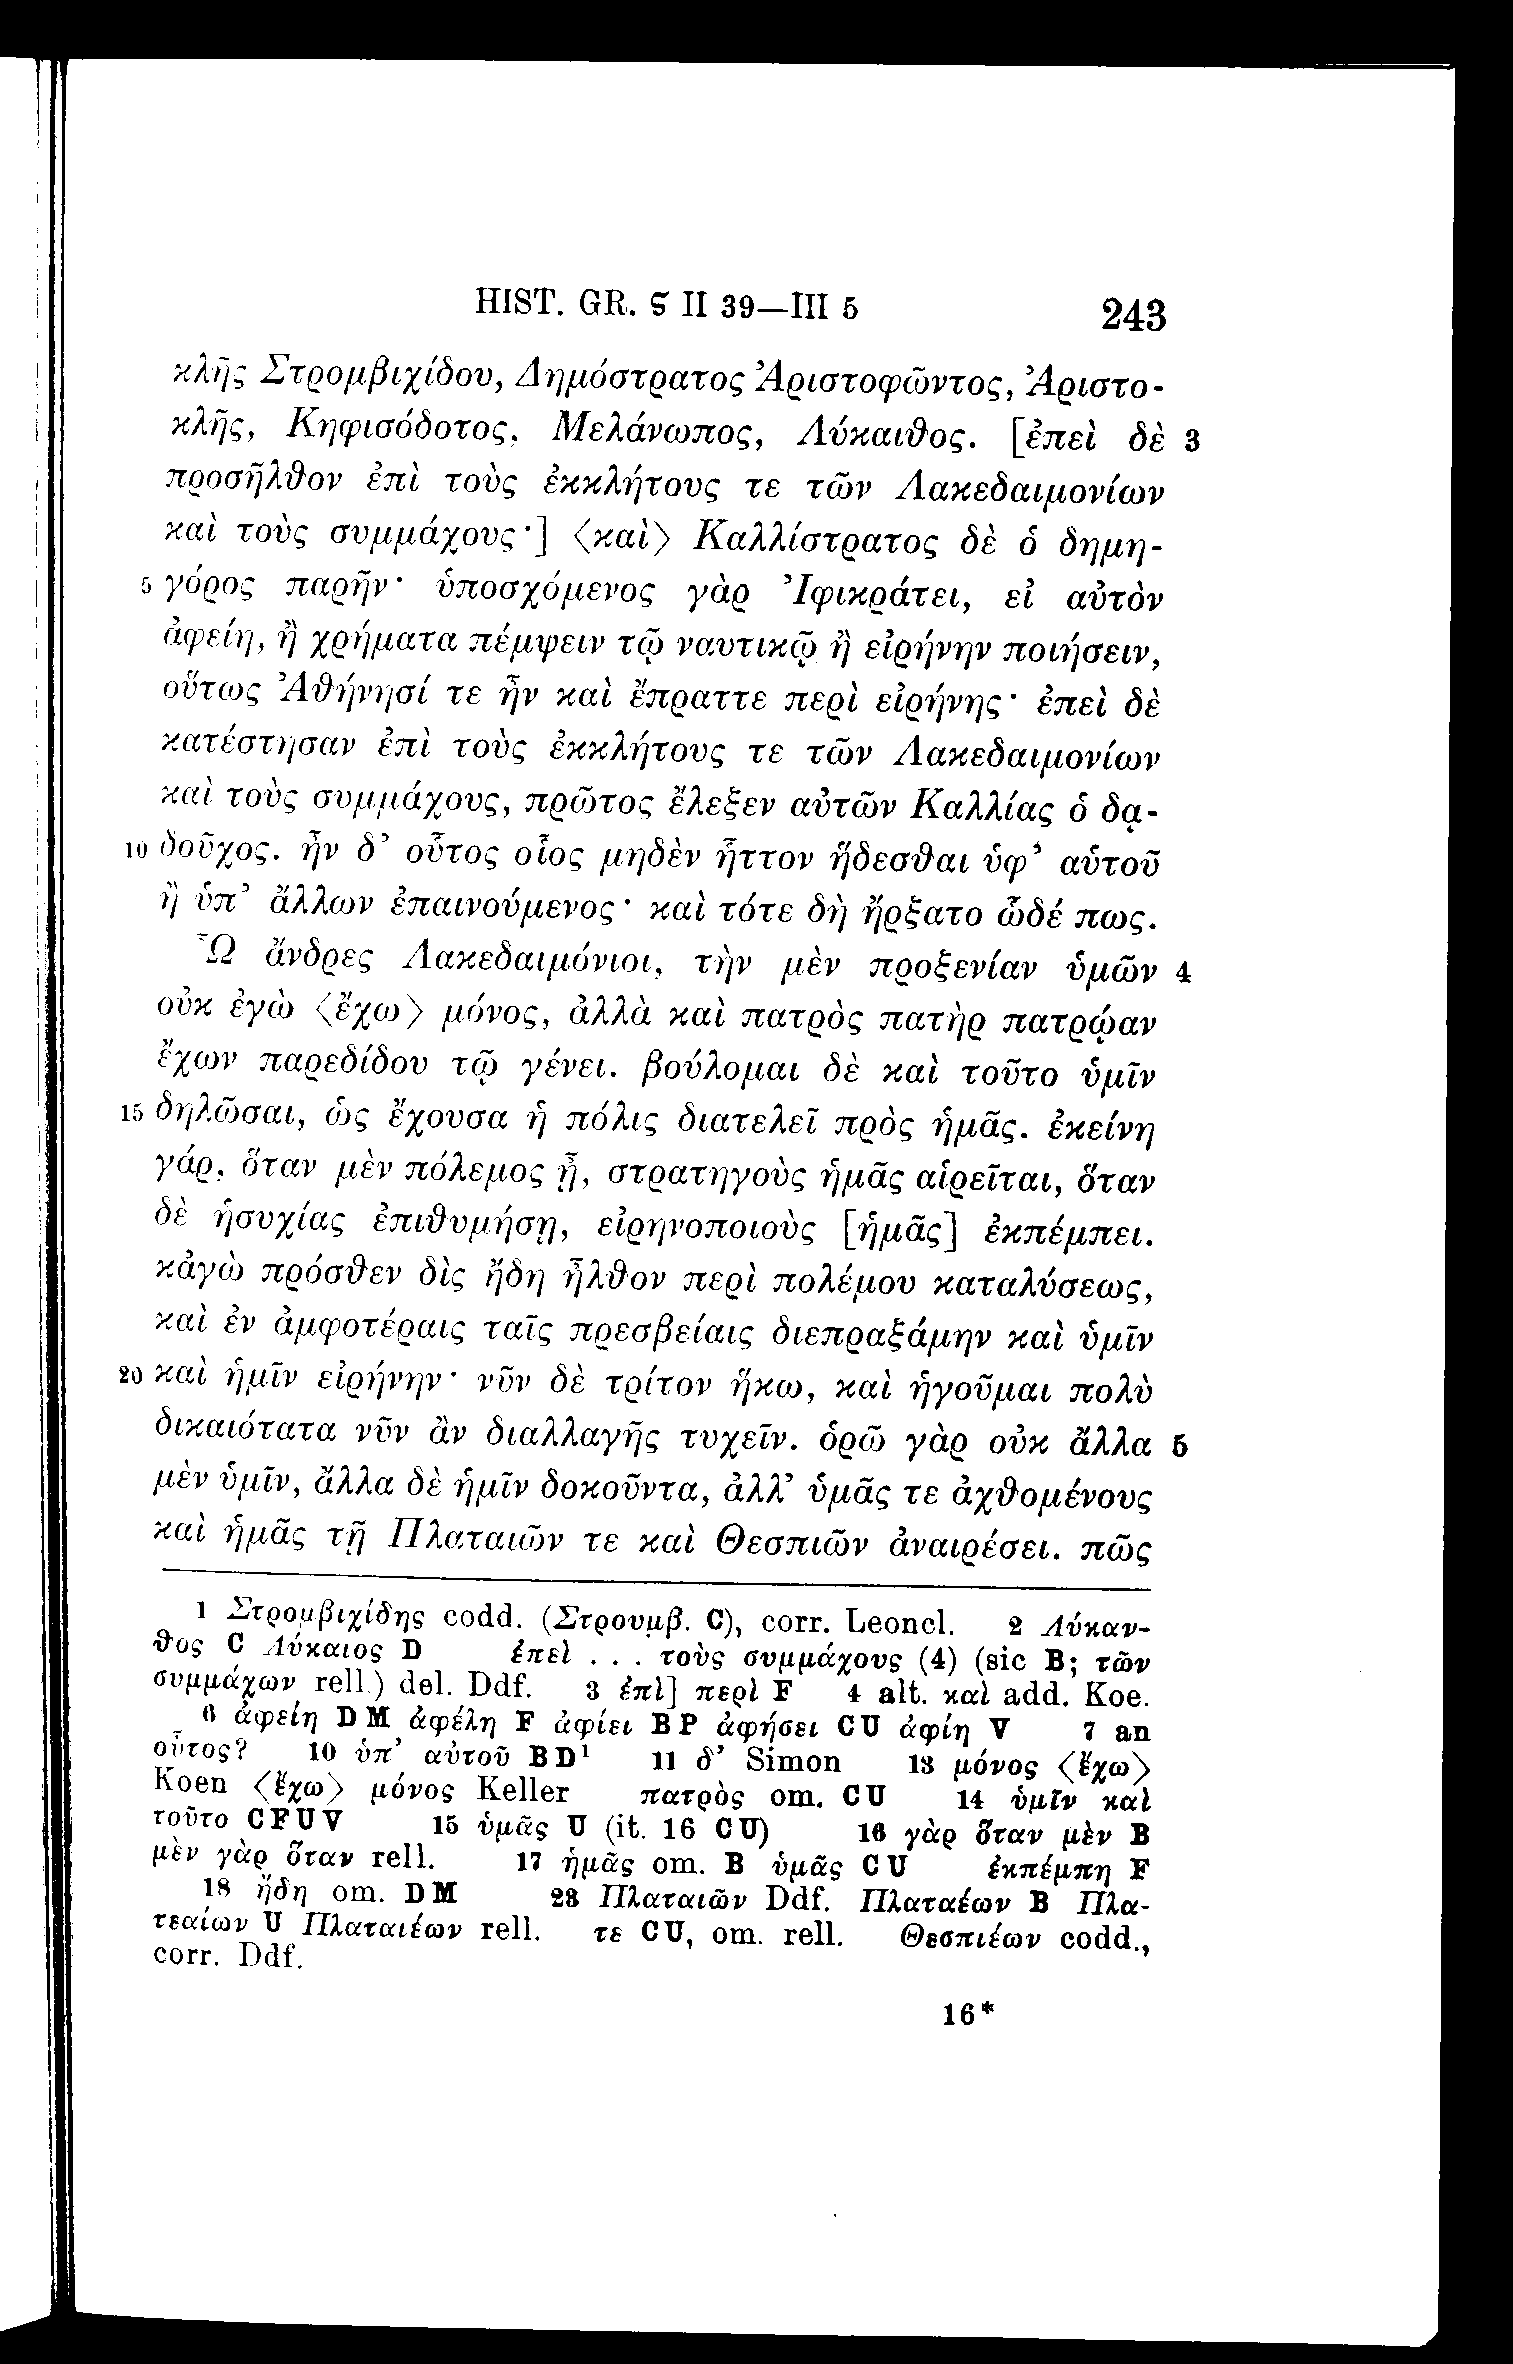 HIST. GR. Ϛ II 39—III 5 243
κλῆς Στρομβιχίδου, Δημόστρατος Ἀριστοφῶντος, Ἀριστο-
κλῆς, Κηφισόδοτος, Μελάνωπος, Λύκαιθος. [ἐπεὶ δὲ 3
προσῆλθον ἐπὶ τοὺς ἐκκλήτους τε τῶν Λακεδαιμονίων
καὶ τοὺς συμμάχους·] ⟨καὶ⟩ Καλλίστρατος δὲ ὁ δημη-
5 γόρος παρῆν· ὑποσχόμενος γὰρ Ἰφικράτει, εἰ αὐτὸν
ἀφείη, ἢ χρήματα πέμψειν τῷ ναυτικῷ ἢ εἰρήνην ποιήσειν,
οὕτως Ἀθήνησί τε ἦν καὶ ἔπραττε περὶ εἰρήνης· ἐπεὶ δὲ
κατέστησαν ἐπὶ τοὺς ἐκκλήτους τε τῶν Λακεδαιμονίων
καὶ τοὺς συμμάχους, πρῶτος ἔλεξεν αὐτῶν Καλλίας ὁ δᾳ-
10 δοῦχος. ἦν δ’ οὗτος οἷος μηδὲν ἧττον ἥδεσθαι ὑφ’ αὑτοῦ
ἢ ὑπ’ ἄλλων ἐπαινούμενος· καὶ τότε δὴ ἤρξατο ὧδέ πως.
Ὦ ἄνδρες Λακεδαιμόνιοι, τὴν μὲν προξενίαν ὑμῶν 4
οὐκ ἐγὼ ⟨ἔχω⟩ μόνος, ἀλλὰ καὶ πατρὸς πατὴρ πατρῴαν
ἔχων παρεδίδου τῷ γένει. βούλομαι δὲ καὶ τοῦτο ὑμῖν
15 δηλῶσαι, ὡς ἔχουσα ἡ πόλις διατελεῖ πρὸς ἡμᾶς. ἐκείνη
γάρ, ὅταν μὲν πόλεμος ᾖ, στρατηγοὺς ἡμᾶς αἱρεῖται, ὅταν
δὲ ἡσυχίας ἐπιθυμήσῃ, εἰρηνοποιοὺς [ἡμᾶς] ἐκπέμπει.
κἀγὼ πρόσθεν δὶς ἤδη ἦλθον περὶ πολέμου καταλύσεως,
καὶ ἐν ἀμφοτέραις ταῖς πρεσβείαις διεπραξάμην καὶ ὑμῖν
20 καὶ ἡμῖν εἰρήνην· νῦν δὲ τρίτον ἥκω, καὶ ἡγοῦμαι πολὺ
δικαιότατα νῦν ἂν διαλλαγῆς τυχεῖν. ὁρῶ γὰρ οὐκ ἄλλα 5
μὲν ὑμῖν, ἄλλα δὲ ἡμῖν δοκοῦντα, ἀλλ’ ὑμᾶς τε ἀχθομένους
καὶ ἡμᾶς τῇ Πλαταιῶν τε καὶ Θεσπιῶν ἀναιρέσει. πῶς
1 Στρομβιχίδης codd. (Στρουμβ. C), corr. Leoncl. 2 Λύκαν-
θος C Λύκαιος D ἐπεὶ . . . τοὺς συμμάχους (4) (sic B; τῶν
συμμάχων rell.) del. Ddf. 3 ἐπὶ] περὶ F 4 alt. καὶ add. Koe.
6 ἀφείη DM ἀφέλη F ἀφίει BP ἀφήσει CU ἀφίη V 7 an
οὗτος? 10 ὑπ’ αὐτοῦ BD¹ 11 δ’ Simon 13 μόνος ⟨ἔχω⟩
Koen ⟨ἔχω⟩ μόνος Keller πατρὸς om. CU 14 ὑμῖν καὶ
τοῦτο CFUV 15 ὑμᾶς U (it. 16 CU) 16 γὰρ ὅταν μὲν B
μὲν γὰρ ὅταν rell. 17 ἡμᾶς om. B ὑμᾶς CU ἐκπέμπη F
18 ἤδη om. DM 23 Πλαταιῶν Ddf. Πλαταέων B Πλα-
τεαίων U Πλαταιέων rell. τε CU, om. rell. Θεσπιέων codd.,
corr. Ddf.
16*